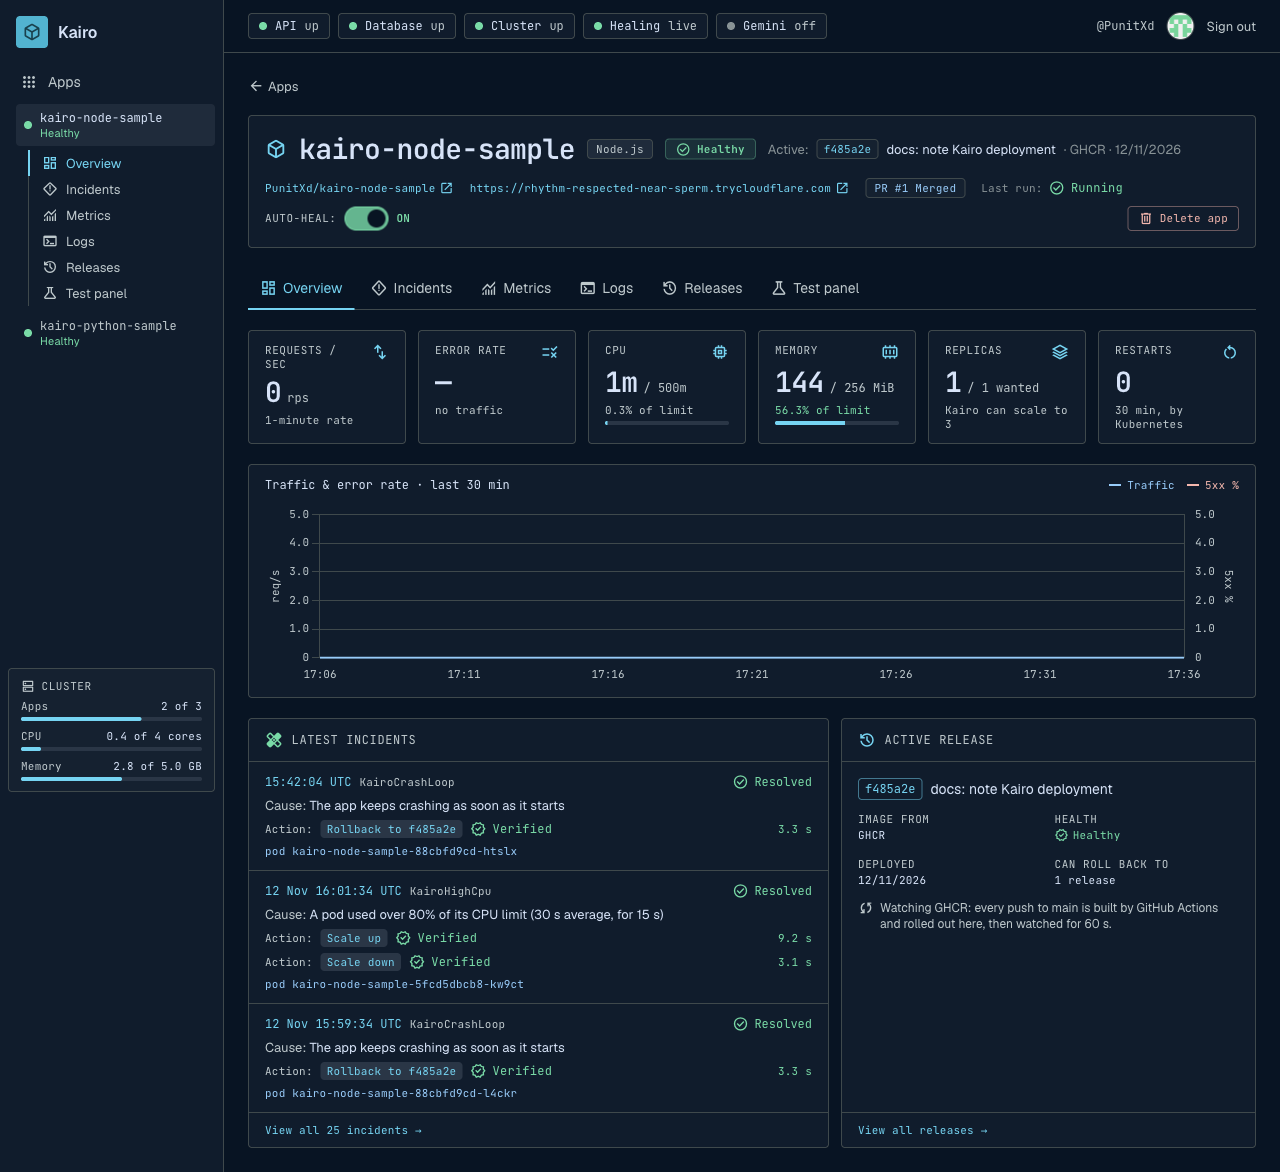 Kairo
Apps
kairo-node-sample
Healthy
Overview
Incidents
Metrics
Logs
Releases
Test panel
kairo-python-sample
Healthy
CLUSTER
Apps 2 of 3
CPU 0.4 of 4 cores
Memory 2.8 of 5.0 GB
API up Database up Cluster up Healing live Gemini off @PunitXd Sign out
← Apps
kairo-node-sample Node.js Healthy Active: f485a2e docs: note Kairo deployment · GHCR · 12/11/2026
PunitXd/kairo-node-sample https://rhythm-respected-near-sperm.trycloudflare.com PR #1 Merged Last run: Running
AUTO-HEAL: ON Delete app
Overview Incidents Metrics Logs Releases Test panel
REQUESTS / SEC
0 rps
1-minute rate
ERROR RATE
—
no traffic
CPU
1m / 500m
0.3% of limit
MEMORY
144 / 256 MiB
56.3% of limit
REPLICAS
1 / 1 wanted
Kairo can scale to 3
RESTARTS
0
30 min, by Kubernetes
Traffic & error rate · last 30 min Traffic 5xx %
5.0 5.0
4.0 4.0
3.0 3.0
2.0 2.0
1.0 1.0
0 0
req/s
5xx %
17:06 17:11 17:16 17:21 17:26 17:31 17:36
LATEST INCIDENTS
15:42:04 UTC KairoCrashLoop Resolved
Cause: The app keeps crashing as soon as it starts
Action: Rollback to f485a2e Verified 3.3 s
pod kairo-node-sample-88cbfd9cd-htslx
12 Nov 16:01:34 UTC KairoHighCpu Resolved
Cause: A pod used over 80% of its CPU limit (30 s average, for 15 s)
Action: Scale up Verified 9.2 s
Action: Scale down Verified 3.1 s
pod kairo-node-sample-5fcd5dbcb8-kw9ct
12 Nov 15:59:34 UTC KairoCrashLoop Resolved
Cause: The app keeps crashing as soon as it starts
Action: Rollback to f485a2e Verified 3.3 s
pod kairo-node-sample-88cbfd9cd-l4ckr
View all 25 incidents →
ACTIVE RELEASE
f485a2e docs: note Kairo deployment
IMAGE FROM
GHCR
HEALTH
Healthy
DEPLOYED
12/11/2026
CAN ROLL BACK TO
1 release
Watching GHCR: every push to main is built by GitHub Actions
and rolled out here, then watched for 60 s.
View all releases →